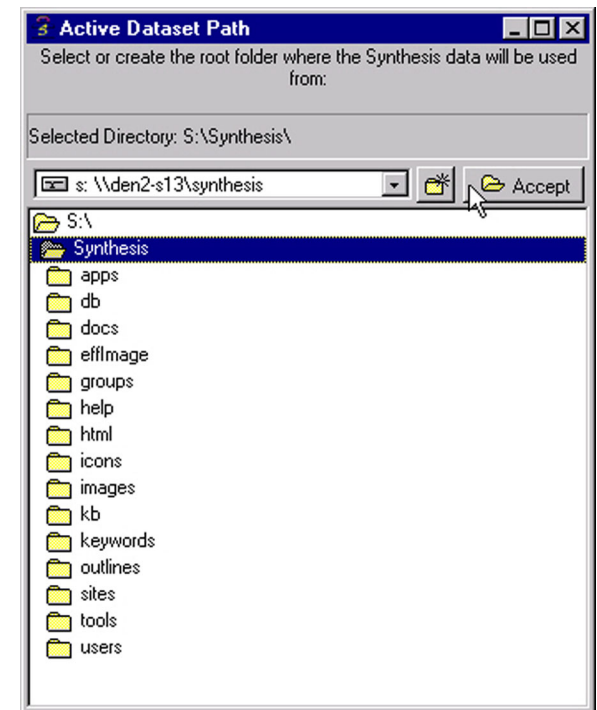 Active Dataset Path
Select or create the root folder where the Synthesis data will be used
from:
Selected Directory: S:\Synthesis\
s: \\den2-s13\synthesis
Accept
S:\
Synthesis
apps
db
docs
effImage
groups
help
html
icons
images
kb
keywords
outlines
sites
tools
users